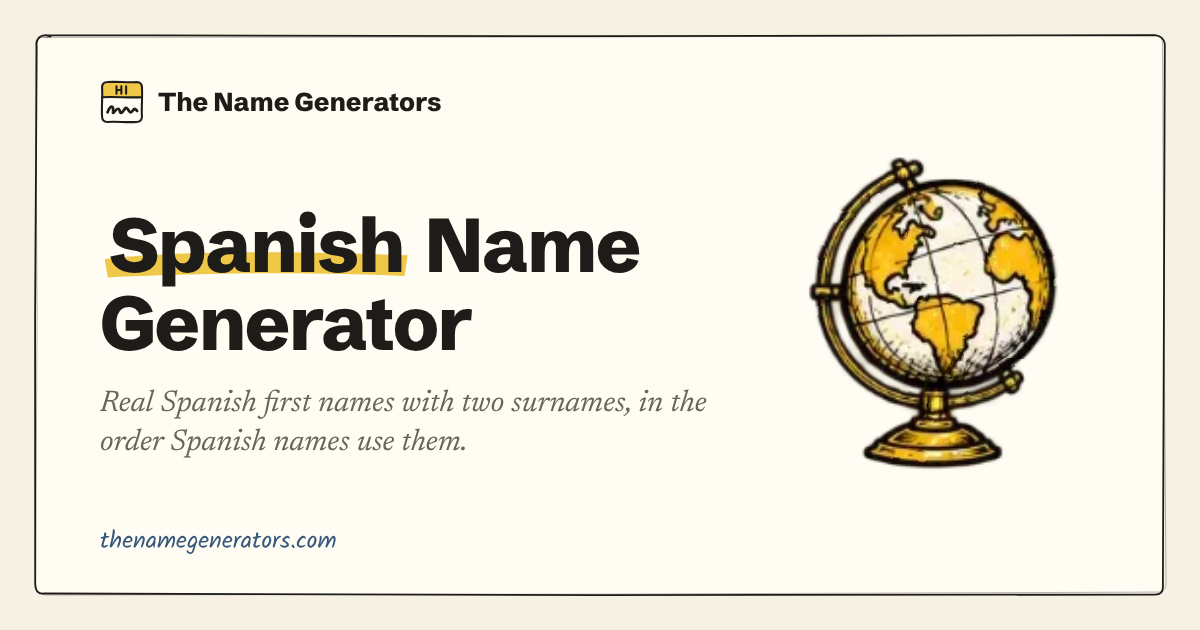 HI
The Name Generators
Spanish Name
Generator
Real Spanish first names with two surnames, in the
order Spanish names use them.
thenamegenerators.com